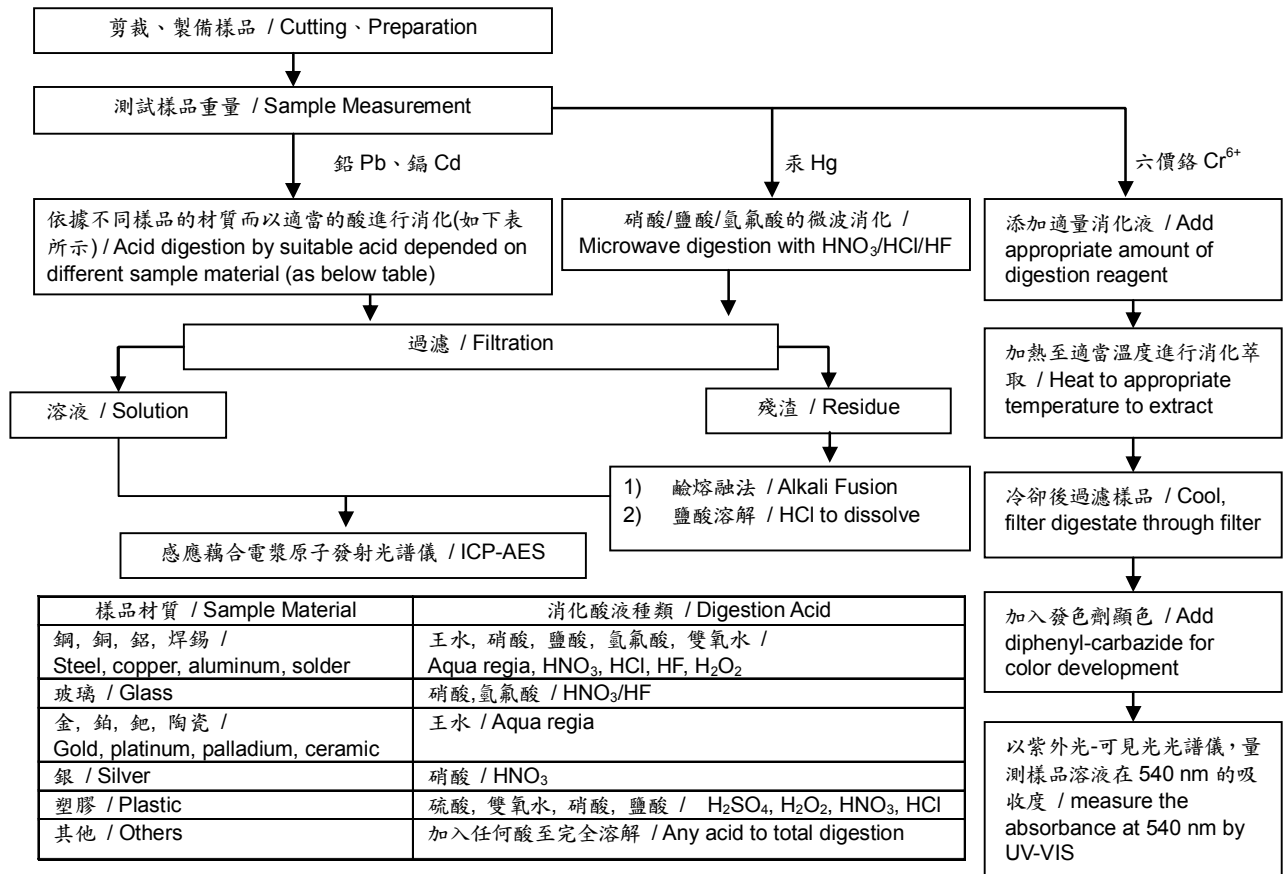 剪裁、製備樣品 / Cutting、Preparation
測試樣品重量 / Sample Measurement
鉛 Pb、鎘 Cd
汞 Hg
六價鉻 Cr⁶⁺
依據不同樣品的材質而以適當的酸進行消化(如下表
所示) / Acid digestion by suitable acid depended on
different sample material (as below table)
硝酸/鹽酸/氫氟酸的微波消化 /
Microwave digestion with HNO₃/HCl/HF
添加適量消化液 / Add
appropriate amount of
digestion reagent
過濾 / Filtration
加熱至適當溫度進行消化萃
取 / Heat to appropriate
temperature to extract
溶液 / Solution
殘渣 / Residue
1) 鹼熔融法 / Alkali Fusion
2) 鹽酸溶解 / HCl to dissolve
冷卻後過濾樣品 / Cool,
filter digestate through filter
感應藕合電漿原子發射光譜儀 / ICP-AES
樣品材質 / Sample Material
消化酸液種類 / Digestion Acid
鋼, 銅, 鋁, 焊錫 /
Steel, copper, aluminum, solder
王水, 硝酸, 鹽酸, 氫氟酸, 雙氧水 /
Aqua regia, HNO₃, HCl, HF, H₂O₂
玻璃 / Glass
硝酸,氫氟酸 / HNO₃/HF
金, 鉑, 鈀, 陶瓷 /
Gold, platinum, palladium, ceramic
王水 / Aqua regia
銀 / Silver
硝酸 / HNO₃
塑膠 / Plastic
硫酸, 雙氧水, 硝酸, 鹽酸 / H₂SO₄, H₂O₂, HNO₃, HCl
其他 / Others
加入任何酸至完全溶解 / Any acid to total digestion
加入發色劑顯色 / Add
diphenyl-carbazide for
color development
以紫外光-可見光光譜儀，量
測樣品溶液在 540 nm 的吸
收度 / measure the
absorbance at 540 nm by
UV-VIS